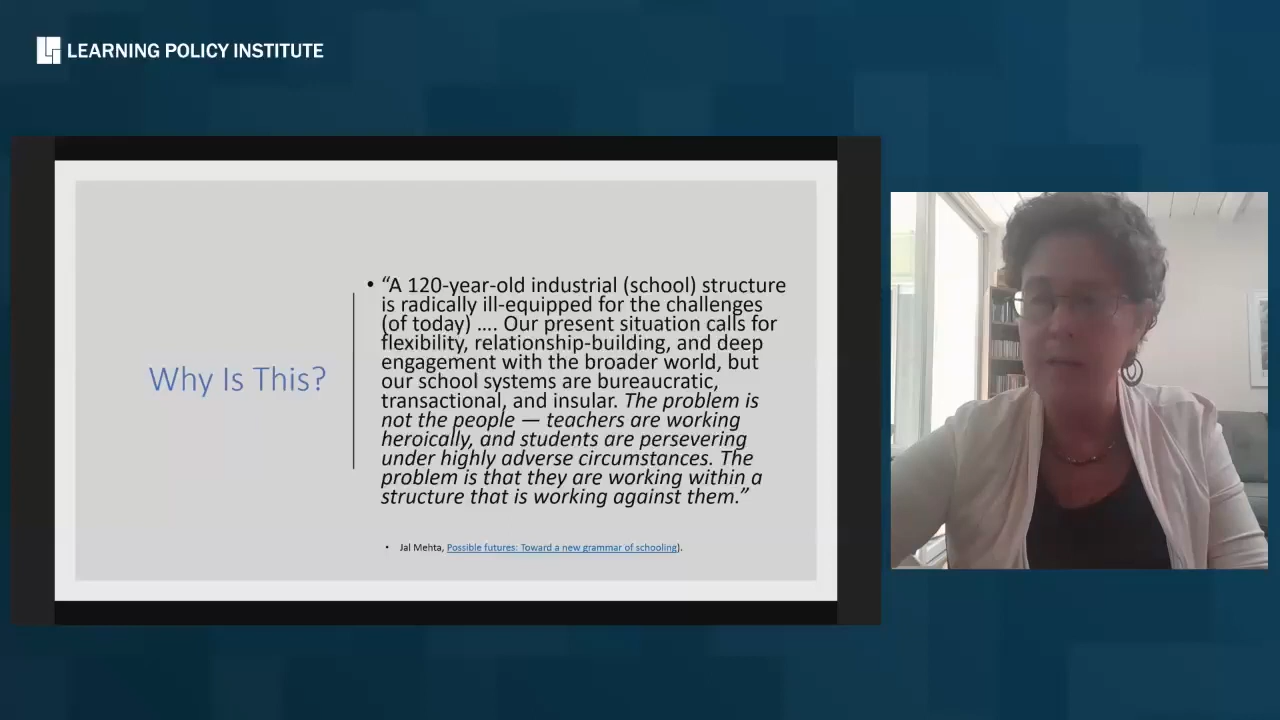 LEARNING POLICY INSTITUTE
Why Is This?
• “A 120-year-old industrial (school) structure
is radically ill-equipped for the challenges
(of today) …. Our present situation calls for
flexibility, relationship-building, and deep
engagement with the broader world, but
our school systems are bureaucratic,
transactional, and insular. The problem is
not the people — teachers are working
heroically, and students are persevering
under highly adverse circumstances. The
problem is that they are working within a
structure that is working against them.”
• Jal Mehta, Possible futures: Toward a new grammar of schooling).